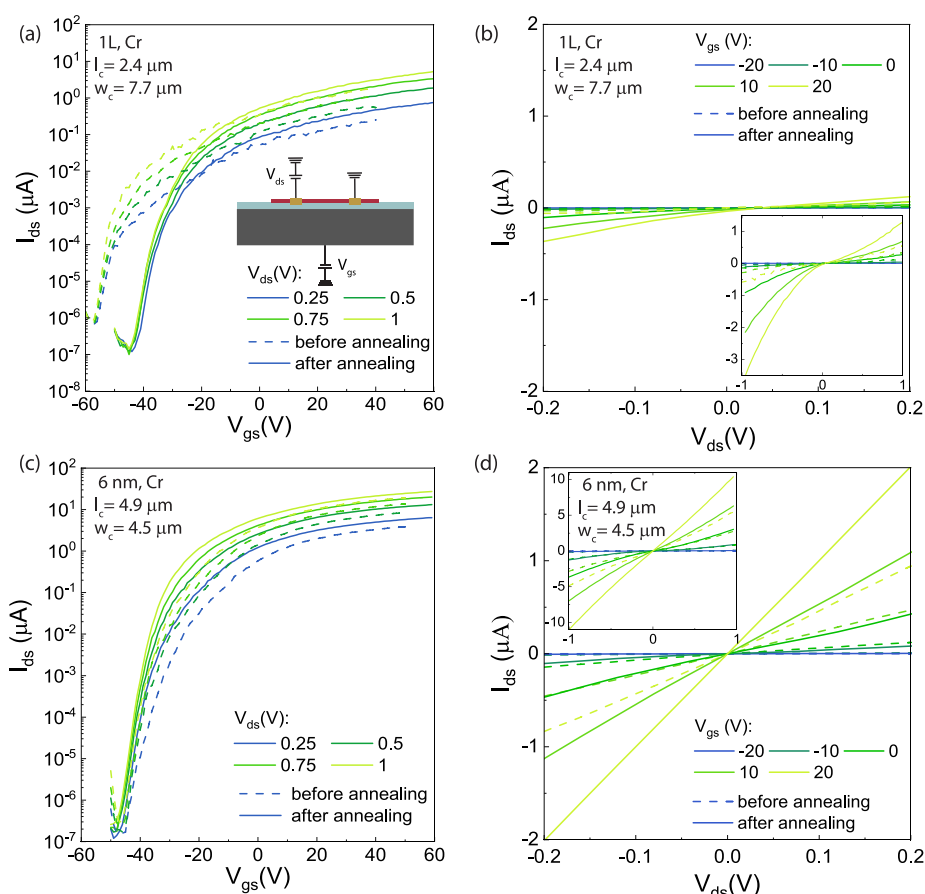 (a)
1L, Cr
l_c= 2.4 μm
w_c= 7.7 μm
10^2
10^1
10^0
10^-1
10^-2
10^-3
10^-4
10^-5
10^-6
10^-7
10^-8
I_ds (μA)
V_ds
V_gs
V_ds(V):
0.25
0.5
0.75
1
before annealing
after annealing
-60 -40 -20 0 20 40 60
V_gs(V)
(b)
1L, Cr
l_c= 2.4 μm
w_c= 7.7 μm
V_gs (V)
-20 -10 0
10 20
before annealing
after annealing
2
1
0
-1
-2
I_ds (μA)
1
0
-1
-2
-3
-1 0 1
-0.2 -0.1 0.0 0.1 0.2
V_ds(V)
(c)
6 nm, Cr
l_c= 4.9 μm
w_c= 4.5 μm
10^2
10^1
10^0
10^-1
10^-2
10^-3
10^-4
10^-5
10^-6
10^-7
I_ds (μA)
V_ds(V):
0.25
0.5
0.75
1
before annealing
after annealing
-60 -40 -20 0 20 40 60
V_gs(V)
(d)
6 nm, Cr
l_c= 4.9 μm
w_c= 4.5 μm
10
5
0
-5
-10
-1 0 1
2
1
0
-1
-2
I_ds (μA)
V_gs (V)
-20 -10 0
10 20
before annealing
after annealing
-0.2 -0.1 0.0 0.1 0.2
V_ds(V)